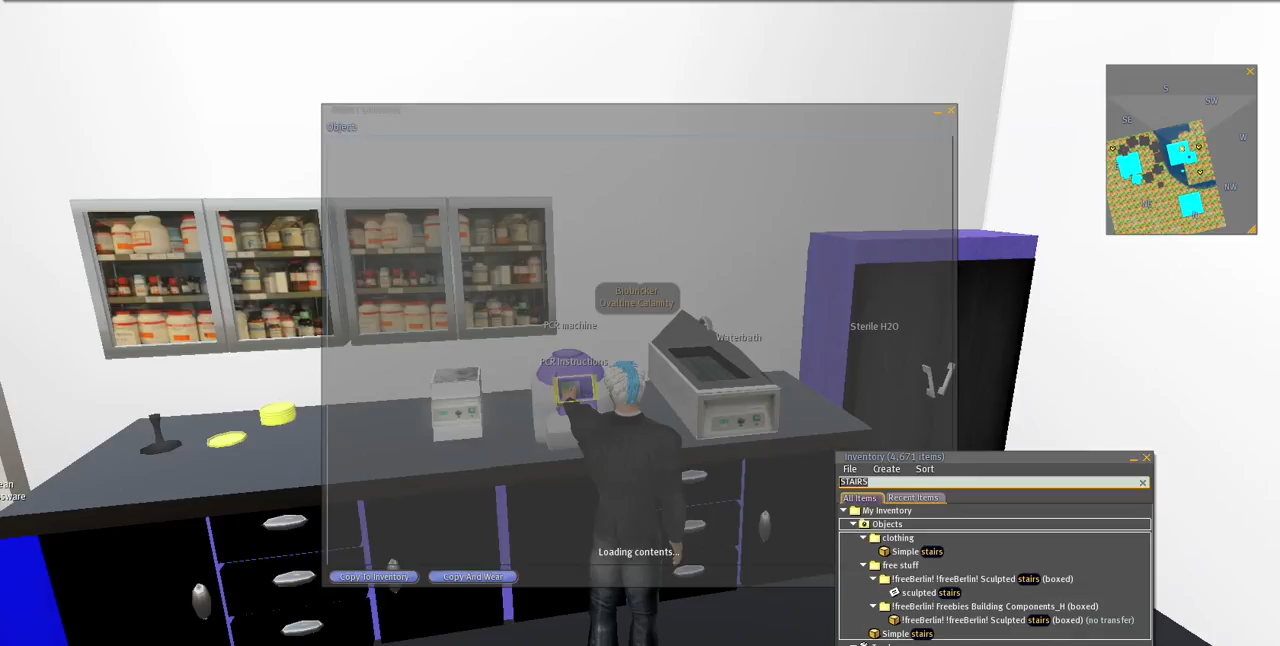 S
SW
SE
W
NW
NE
N
Object
Biobricker
Ovaltine Calamity
PCR machine
Waterbath
Sterile H2O
PCR Instructions
Inventory (4,671 items)
File Create Sort
STAIRS
All Items Recent Items
My Inventory
Objects
clothing
Simple stairs
free stuff
!freeBerlin! !freeBerlin! Sculpted stairs (boxed)
sculpted stairs
!freeBerlin! Freebies Building Components_H (boxed)
!freeBerlin! !freeBerlin! Sculpted stairs (boxed) (no transfer)
Simple stairs
Loading contents...
Copy To Inventory Copy And Wear